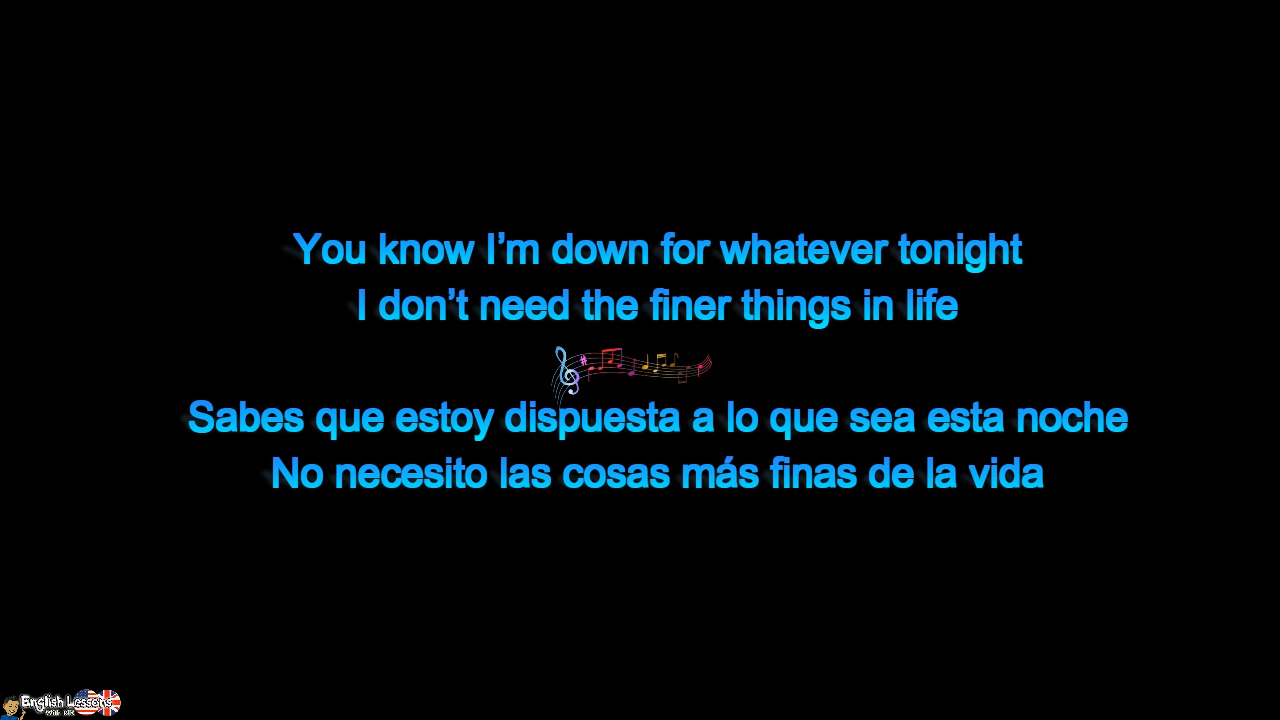 You know I’m down for whatever tonight
I don’t need the finer things in life
Sabes que estoy dispuesta a lo que sea esta noche
No necesito las cosas más finas de la vida
English Lessons